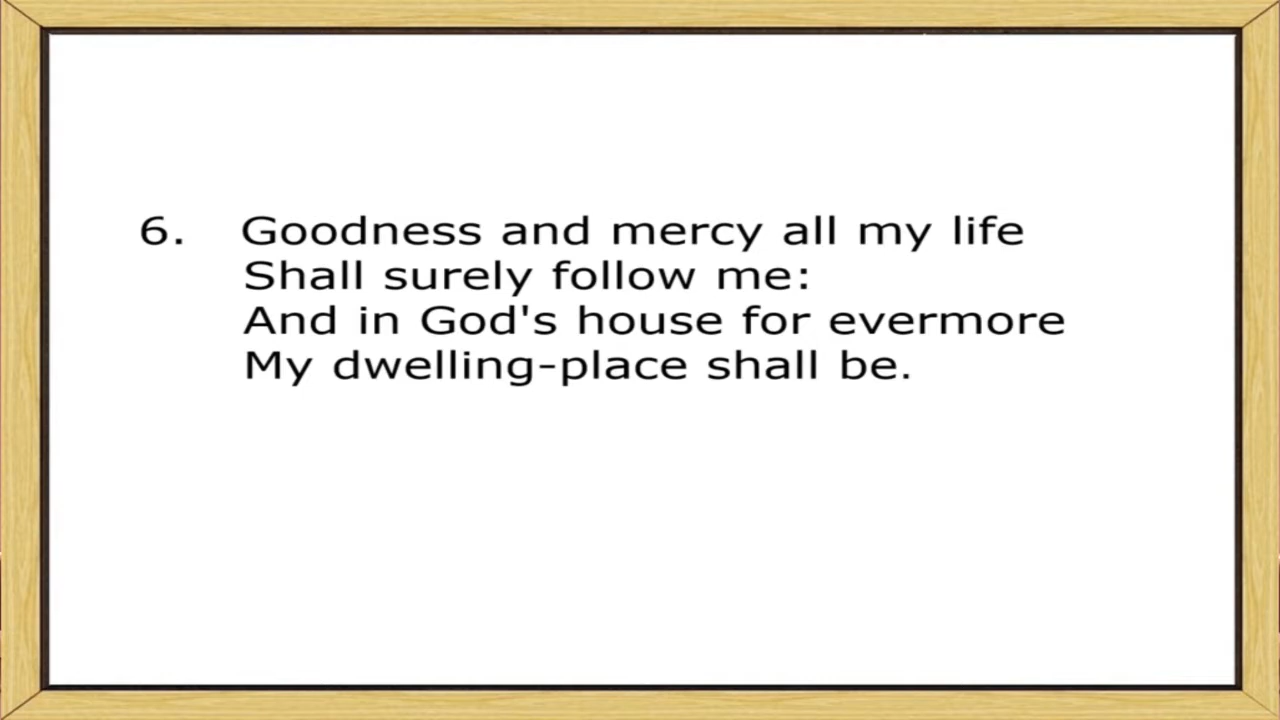 6. Goodness and mercy all my life
Shall surely follow me:
And in God's house for evermore
My dwelling-place shall be.